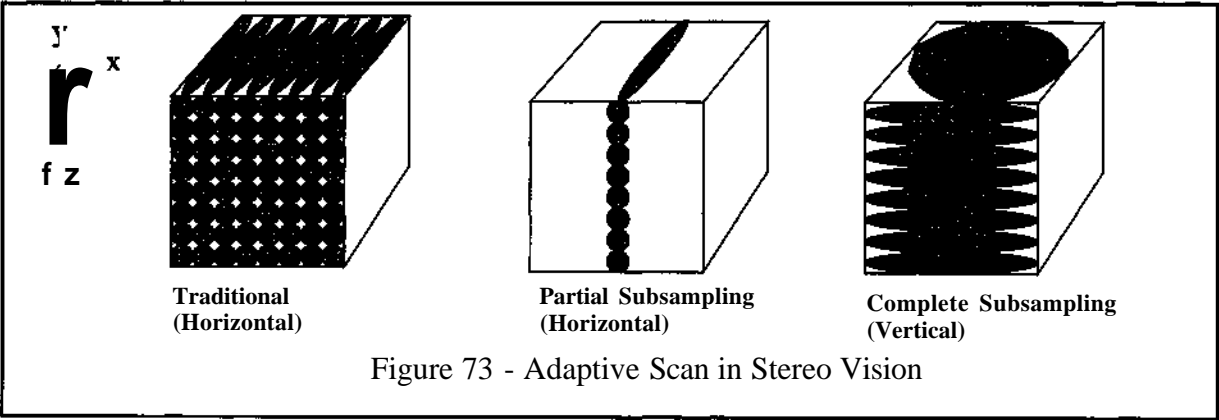 y
x
r
f z
Traditional
(Horizontal)
Partial Subsampling
(Horizontal)
Complete Subsampling
(Vertical)
Figure 73 - Adaptive Scan in Stereo Vision